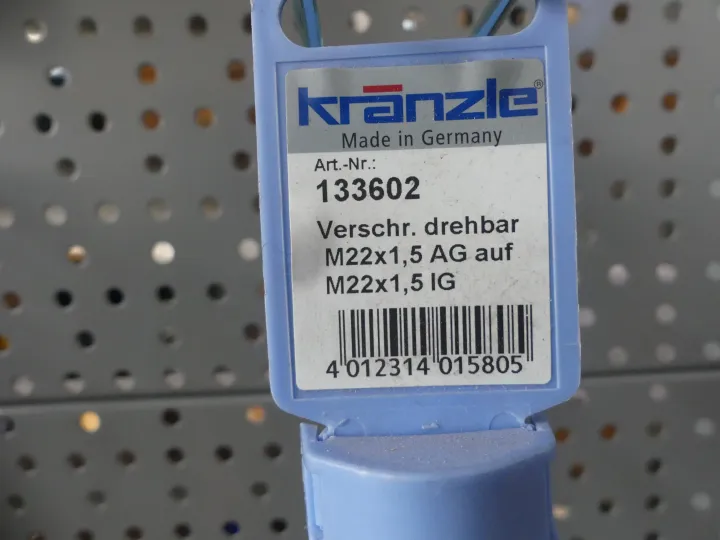 kränzle®
Made in Germany
Art.-Nr.:
133602
Verschr. drehbar
M22x1,5 AG auf
M22x1,5 IG
4 012314 015805